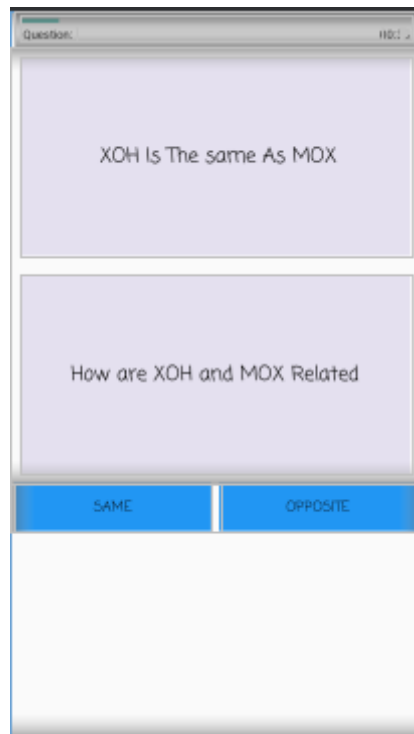 Question:
XOH Is The same As MOX
How are XOH and MOX Related
SAME
OPPOSITE